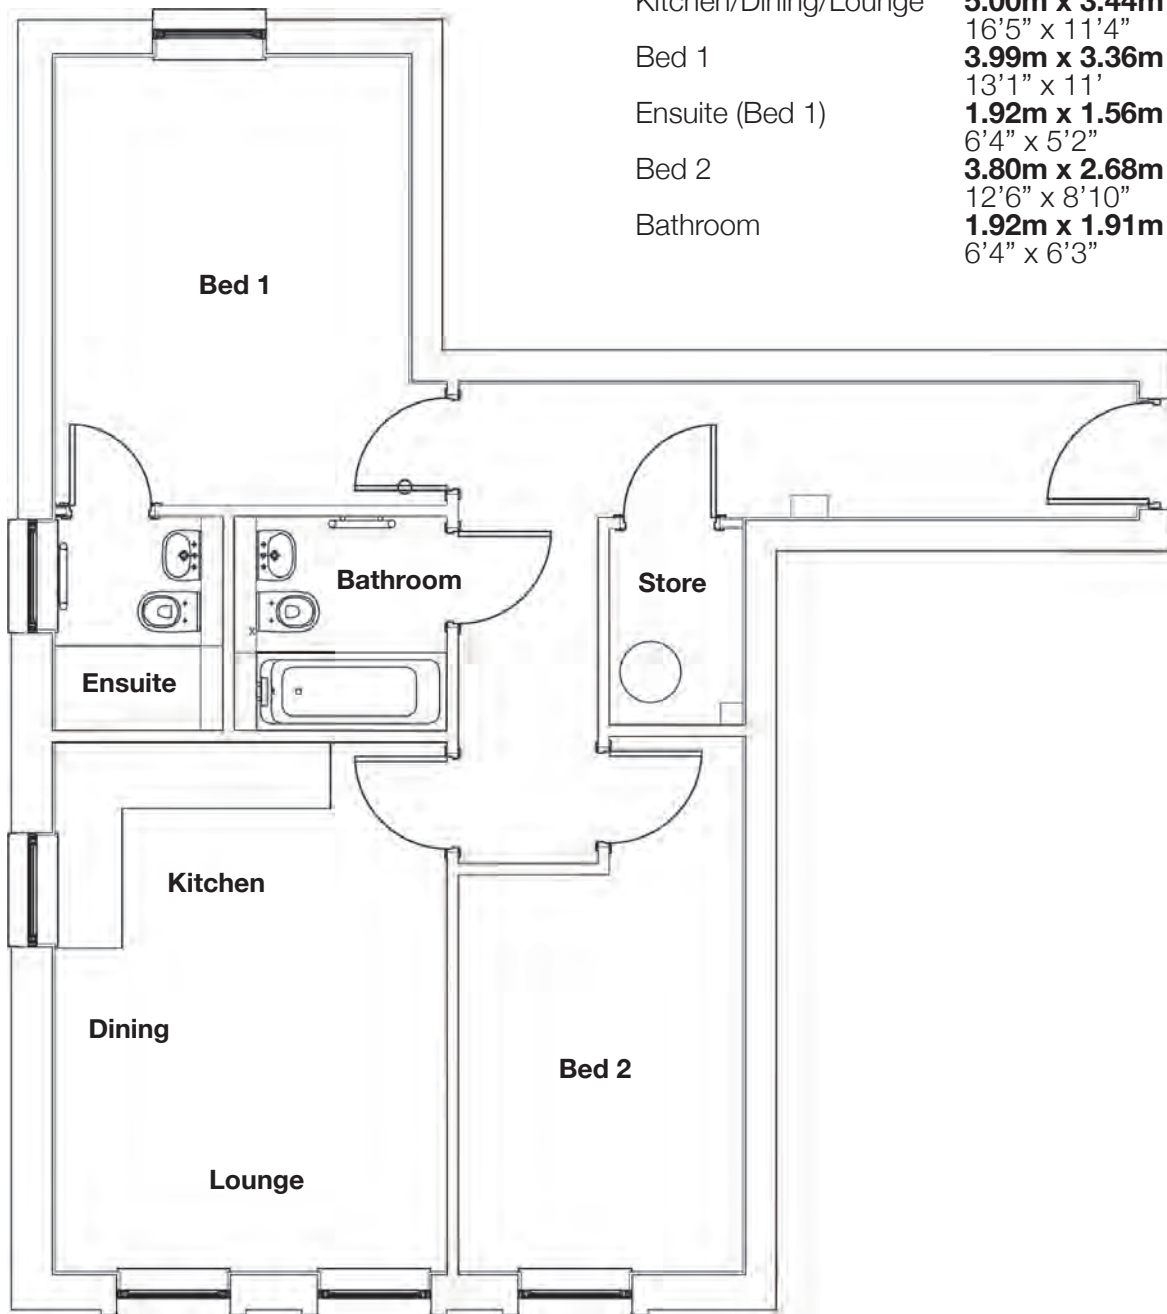 Kitchen/Dining/Lounge 5.00m x 3.44m
16’5” x 11’4”
Bed 1 3.99m x 3.36m
13’1” x 11’
Ensuite (Bed 1) 1.92m x 1.56m
6’4” x 5’2”
Bed 2 3.80m x 2.68m
12’6” x 8’10”
Bathroom 1.92m x 1.91m
6’4” x 6’3”
Bed 1
Bathroom
Store
Ensuite
Kitchen
Dining
Bed 2
Lounge